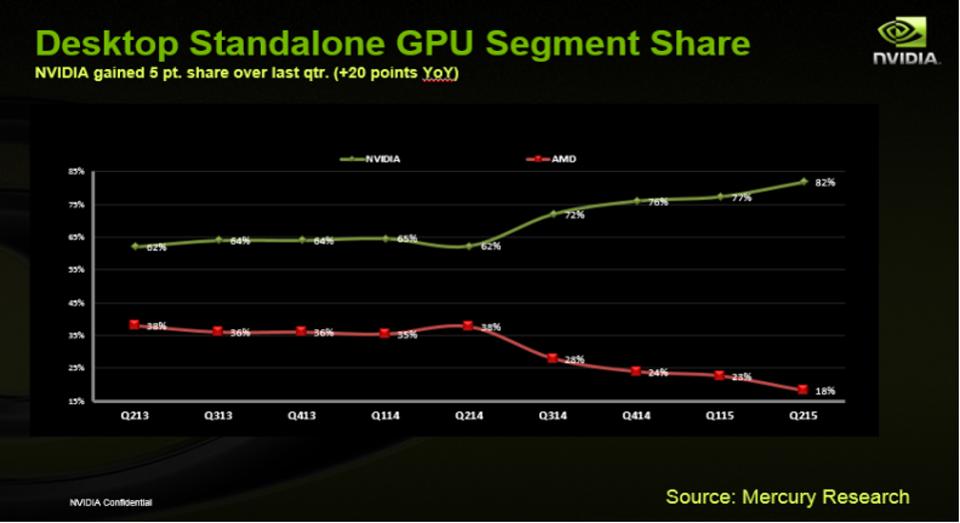 Desktop Standalone GPU Segment Share
NVIDIA gained 5 pt. share over last qtr. (+20 points YoY)
NVIDIA.
NVIDIA AMD
85%
75%
65%
55%
45%
35%
25%
15%
62% 64% 64% 65% 62% 72% 76% 77% 82%
38% 36% 36% 35% 38% 28% 24% 23% 18%
Q213 Q313 Q413 Q114 Q214 Q314 Q414 Q115 Q215
NVIDIA Confidential
Source: Mercury Research